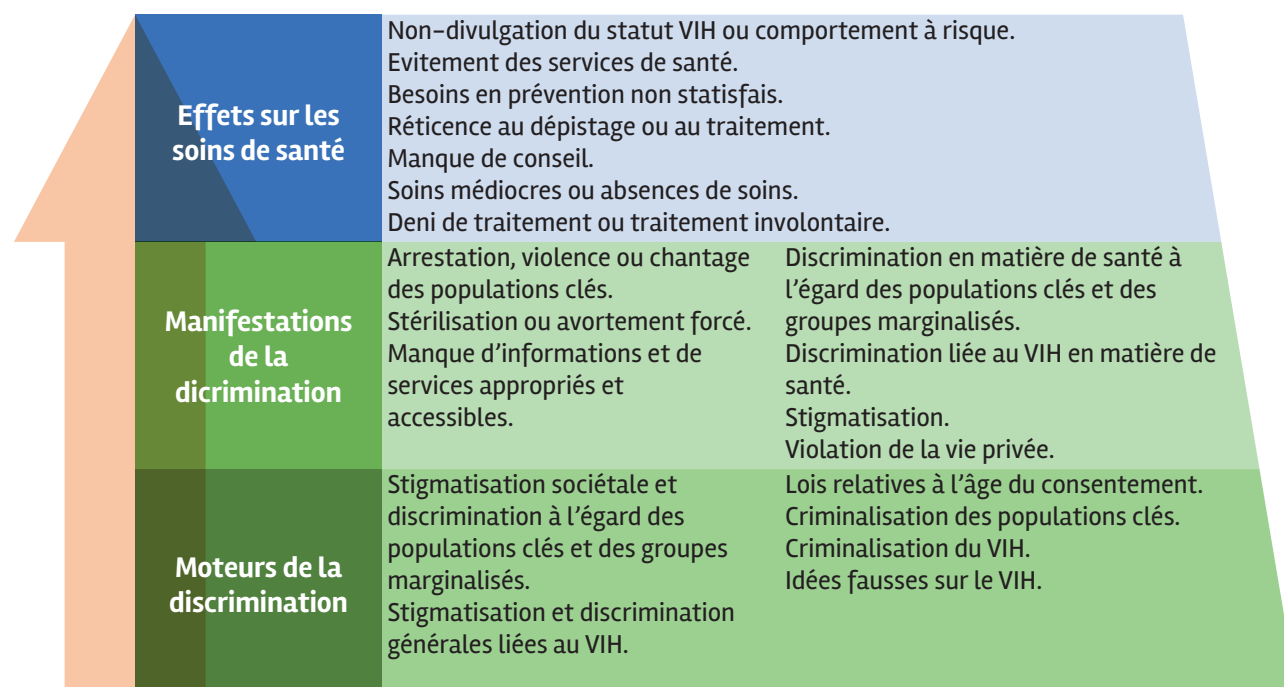 Effets sur les
soins de santé
Non-divulgation du statut VIH ou comportement à risque.
Evitement des services de santé.
Besoins en prévention non statisfais.
Réticence au dépistage ou au traitement.
Manque de conseil.
Soins médiocres ou absences de soins.
Deni de traitement ou traitement involontaire.
Manifestations
de la
dicrimination
Arrestation, violence ou chantage
des populations clés.
Stérilisation ou avortement forcé.
Manque d'informations et de
services appropriés et
accessibles.
Discrimination en matière de santé à
l'égard des populations clés et des
groupes marginalisés.
Discrimination liée au VIH en matière de
santé.
Stigmatisation.
Violation de la vie privée.
Moteurs de la
discrimination
Stigmatisation sociétale et
discrimination à l'égard des
populations clés et des groupes
marginalisés.
Stigmatisation et discrimination
générales liées au VIH.
Lois relatives à l'âge du consentement.
Criminalisation des populations clés.
Criminalisation du VIH.
Idées fausses sur le VIH.